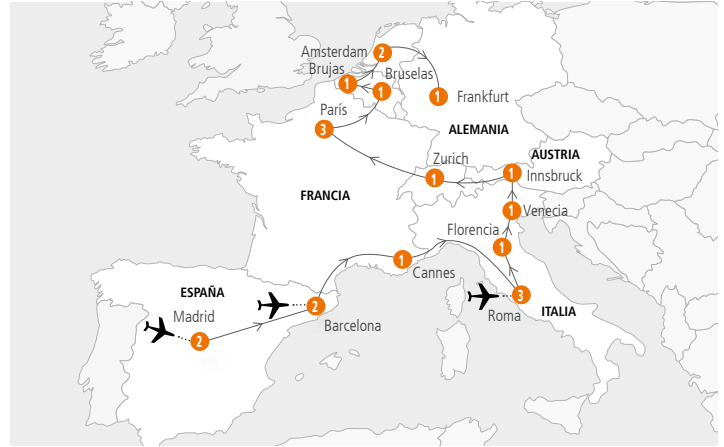 Amsterdam
2
Brujas
1
Bruselas
1
1
Frankfurt
París
3
ALEMANIA
Zurich
1
AUSTRIA
1
Innsbruck
FRANCIA
1
Venecia
Florencia
1
1
Cannes
ESPAÑA
Madrid
2
2
Barcelona
3
Roma
ITALIA